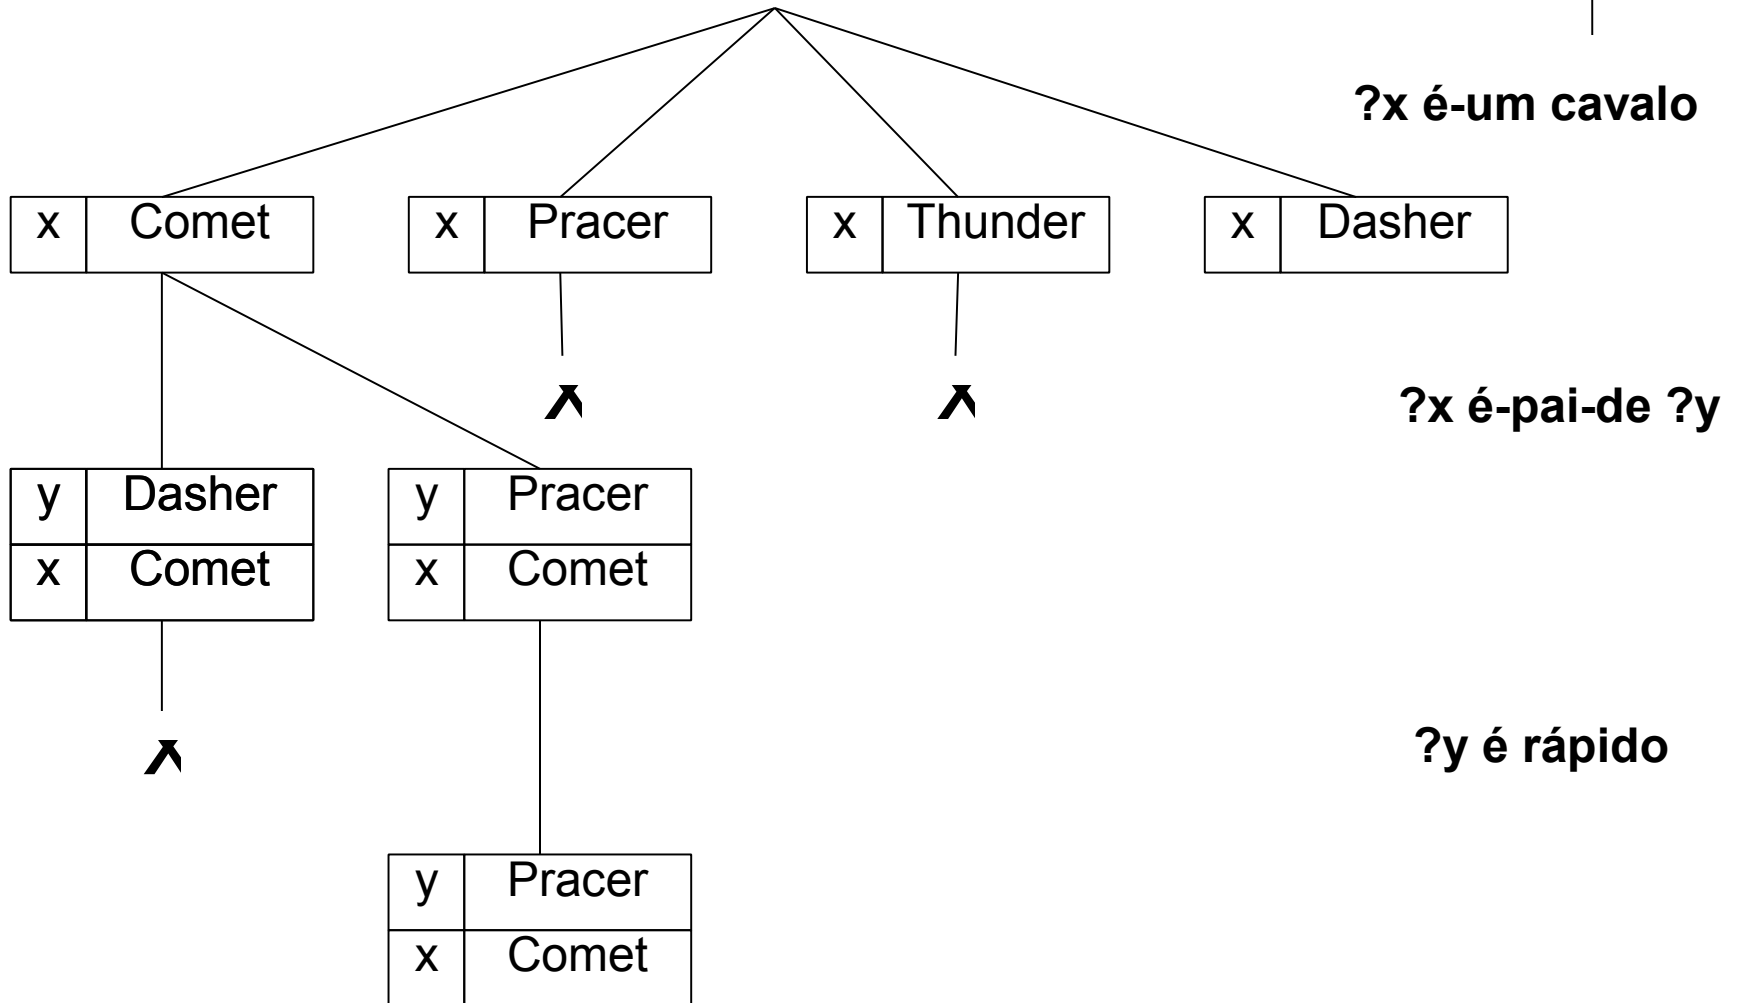 ?x é-um cavalo
x Comet x Pracer x Thunder x Dasher
?x é-pai-de ?y
y Dasher y Pracer
x Comet x Comet
?y é rápido
y Pracer
x Comet